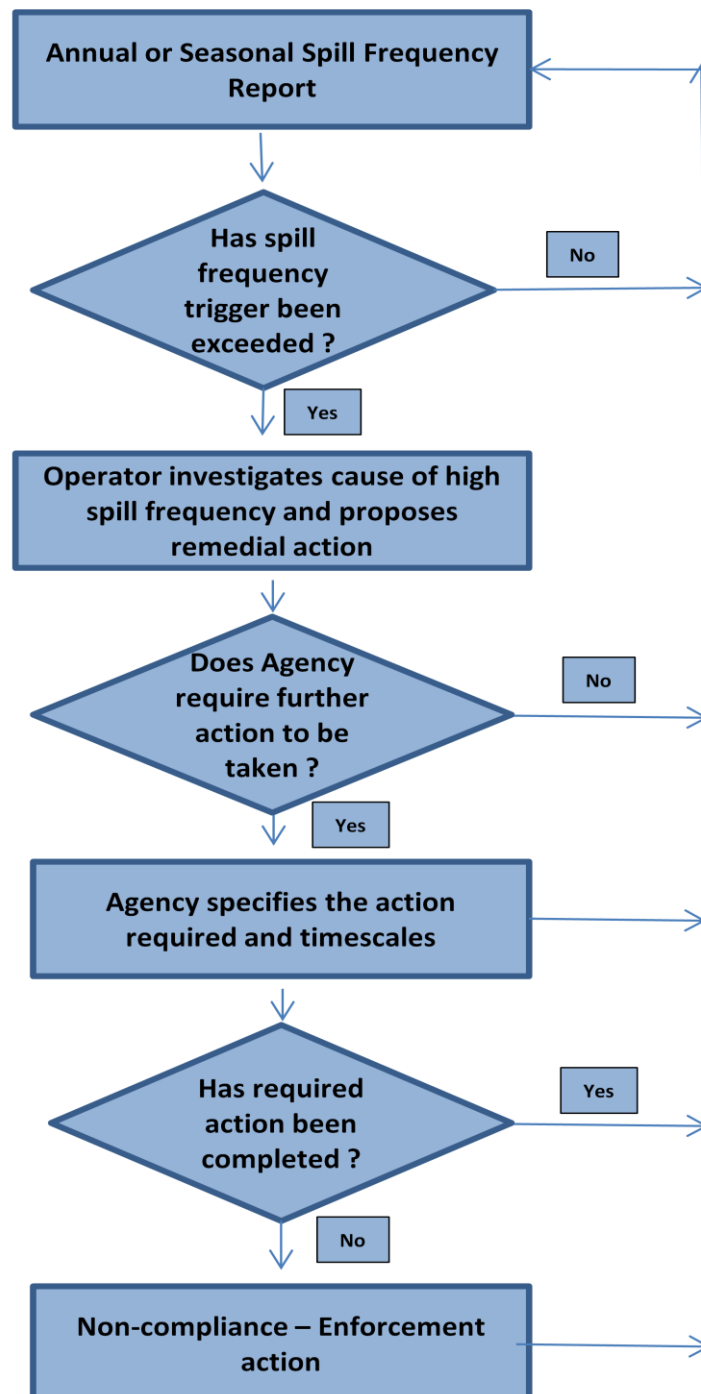 Annual or Seasonal Spill Frequency
Report
Has spill
frequency
trigger been
exceeded ?
No
Yes
Operator investigates cause of high
spill frequency and proposes
remedial action
Does Agency
require further
action to be
taken ?
No
Yes
Agency specifies the action
required and timescales
Has required
action been
completed ?
Yes
No
Non-compliance – Enforcement
action